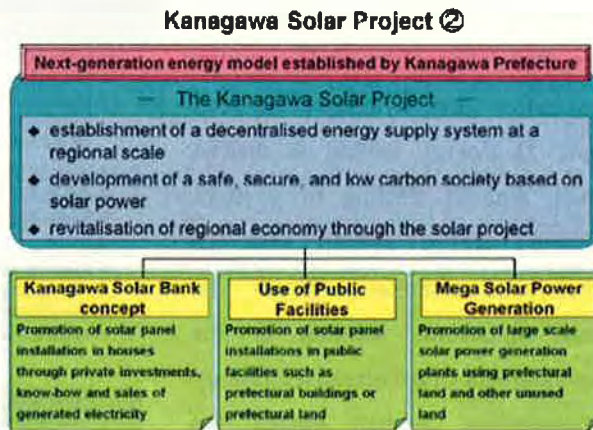 Kanagawa Solar Project ②
Next-generation energy model established by Kanagawa Prefecture
— The Kanagawa Solar Project —
◆ establishment of a decentralised energy supply system at a
regional scale
◆ development of a safe, secure, and low carbon society based on
solar power
◆ revitalisation of regional economy through the solar project
Kanagawa Solar Bank
concept
Promotion of solar panel
installation in houses
through private investments,
know-how and sales of
generated electricity
Use of Public
Facilities
Promotion of solar panel
installations in public
facilities such as
prefectural buildings or
prefectural land
Mega Solar Power
Generation
Promotion of large scale
solar power generation
plants using prefectural
land and other unused
land